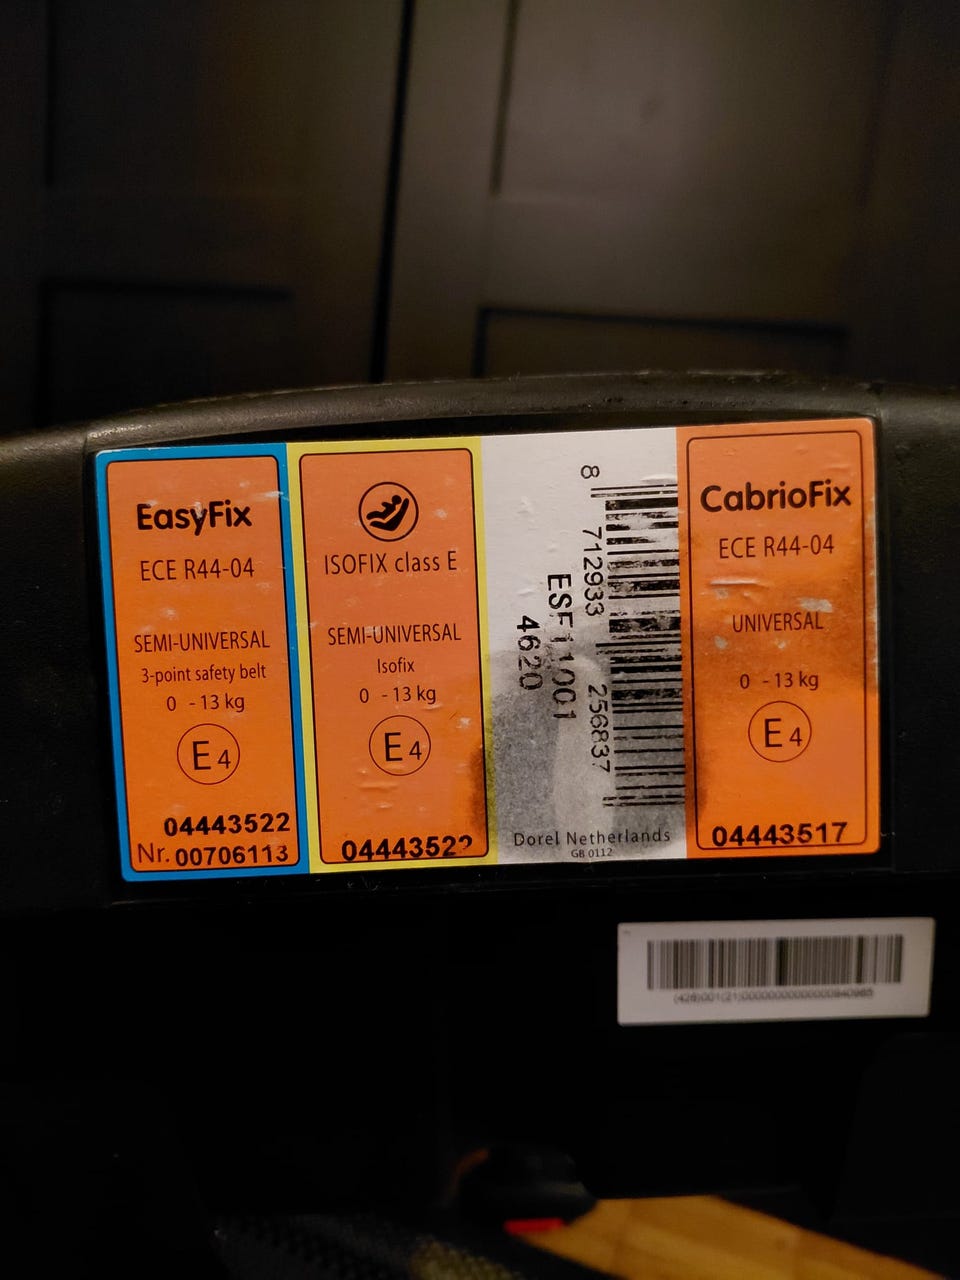 EasyFix
ECE R44-04
SEMI-UNIVERSAL
3-point safety belt
0 - 13 kg
E4
04443522
Nr. 00706113
ISOFIX class E
SEMI-UNIVERSAL
Isofix
0 - 13 kg
E4
04443522
8 712933 256837
ESF11001
4620
Dorel Netherlands
GB 0112
CabrioFix
ECE R44-04
UNIVERSAL
0 - 13 kg
E4
04443517